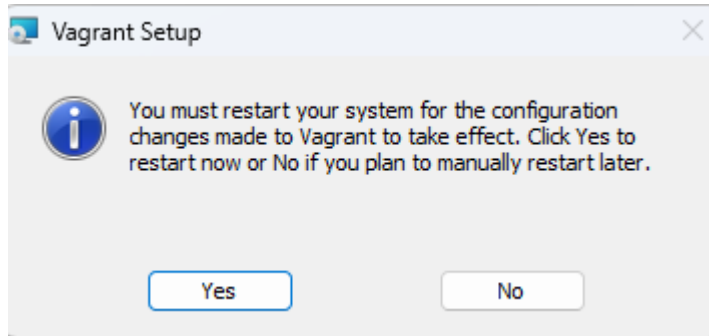 Vagrant Setup
You must restart your system for the configuration
changes made to Vagrant to take effect. Click Yes to
restart now or No if you plan to manually restart later.
Yes
No